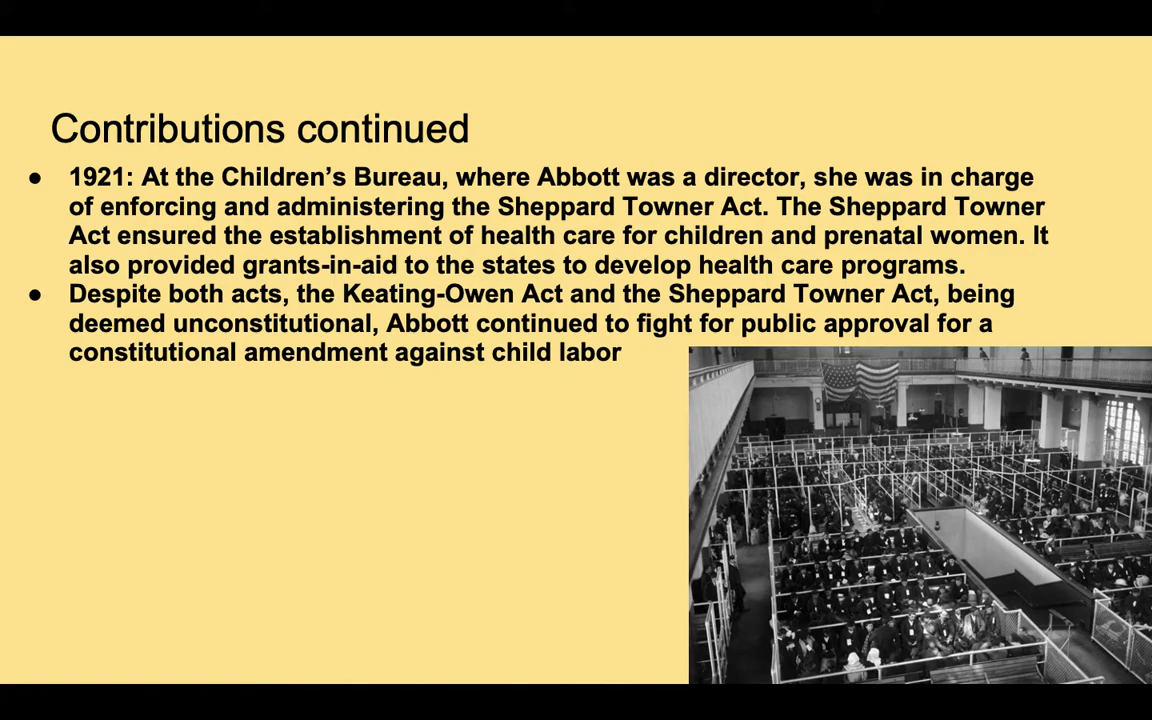 Contributions continued
● 1921: At the Children’s Bureau, where Abbott was a director, she was in charge
of enforcing and administering the Sheppard Towner Act. The Sheppard Towner
Act ensured the establishment of health care for children and prenatal women. It
also provided grants-in-aid to the states to develop health care programs.
● Despite both acts, the Keating-Owen Act and the Sheppard Towner Act, being
deemed unconstitutional, Abbott continued to fight for public approval for a
constitutional amendment against child labor